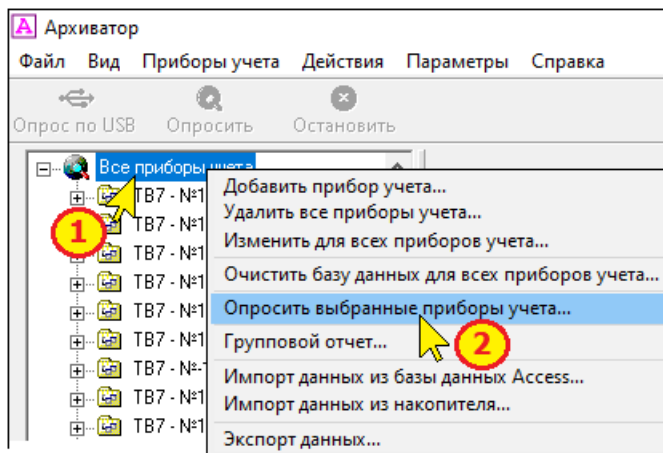 Архиватор
Файл Вид Приборы учета Действия Параметры Справка
Опрос по USB Опросить Остановить
Все приборы учета
ТВ7 - №1
ТВ7 - №1
ТВ7 - №1
ТВ7 - №1
ТВ7 - №1
ТВ7 - №-1
ТВ7 - №1
ТВ7 - №1
1
Добавить прибор учета...
Удалить все приборы учета...
Изменить для всех приборов учета...
Очистить базу данных для всех приборов учета...
Опросить выбранные приборы учета...
2
Групповой отчет...
Импорт данных из базы данных Access...
Импорт данных из накопителя...
Экспорт данных...